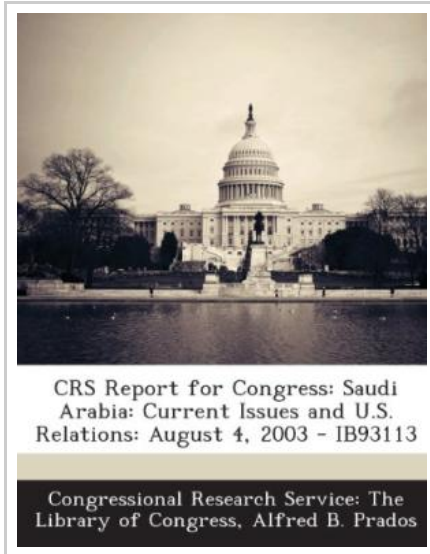 CRS Report for Congress: Saudi
Arabia: Current Issues and U.S.
Relations: August 4, 2003 - IB93113
Congressional Research Service: The
Library of Congress, Alfred B. Prados